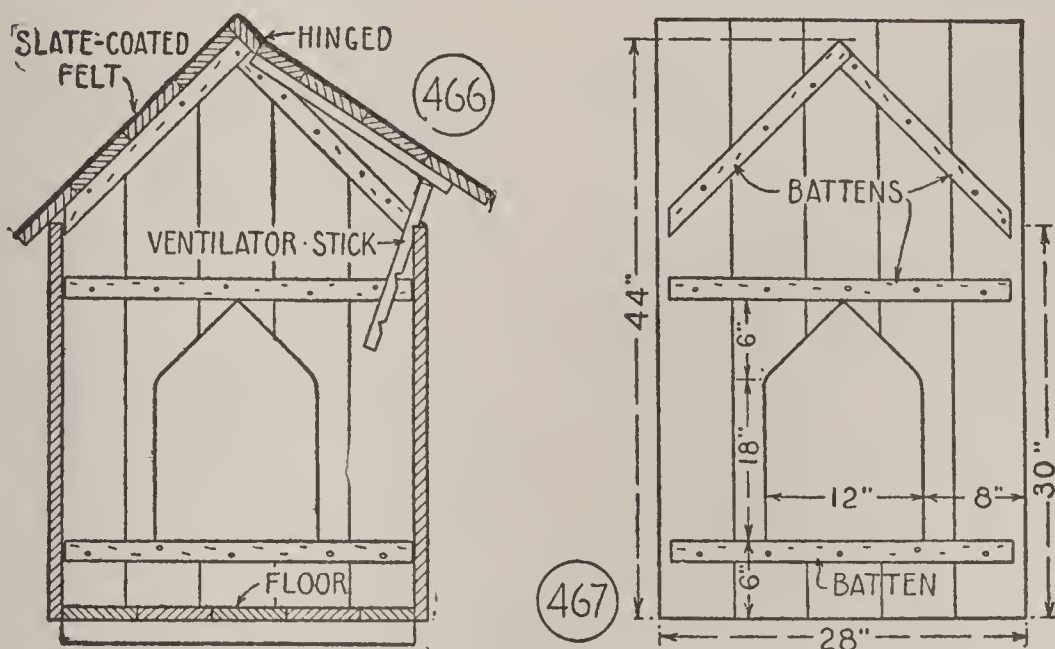 SLATE-COATED
FELT
HINGED
466
VENTILATOR·STICK
FLOOR
467
BATTENS
44"
6"
18"
12"
8"
30"
6"
BATTEN
28"